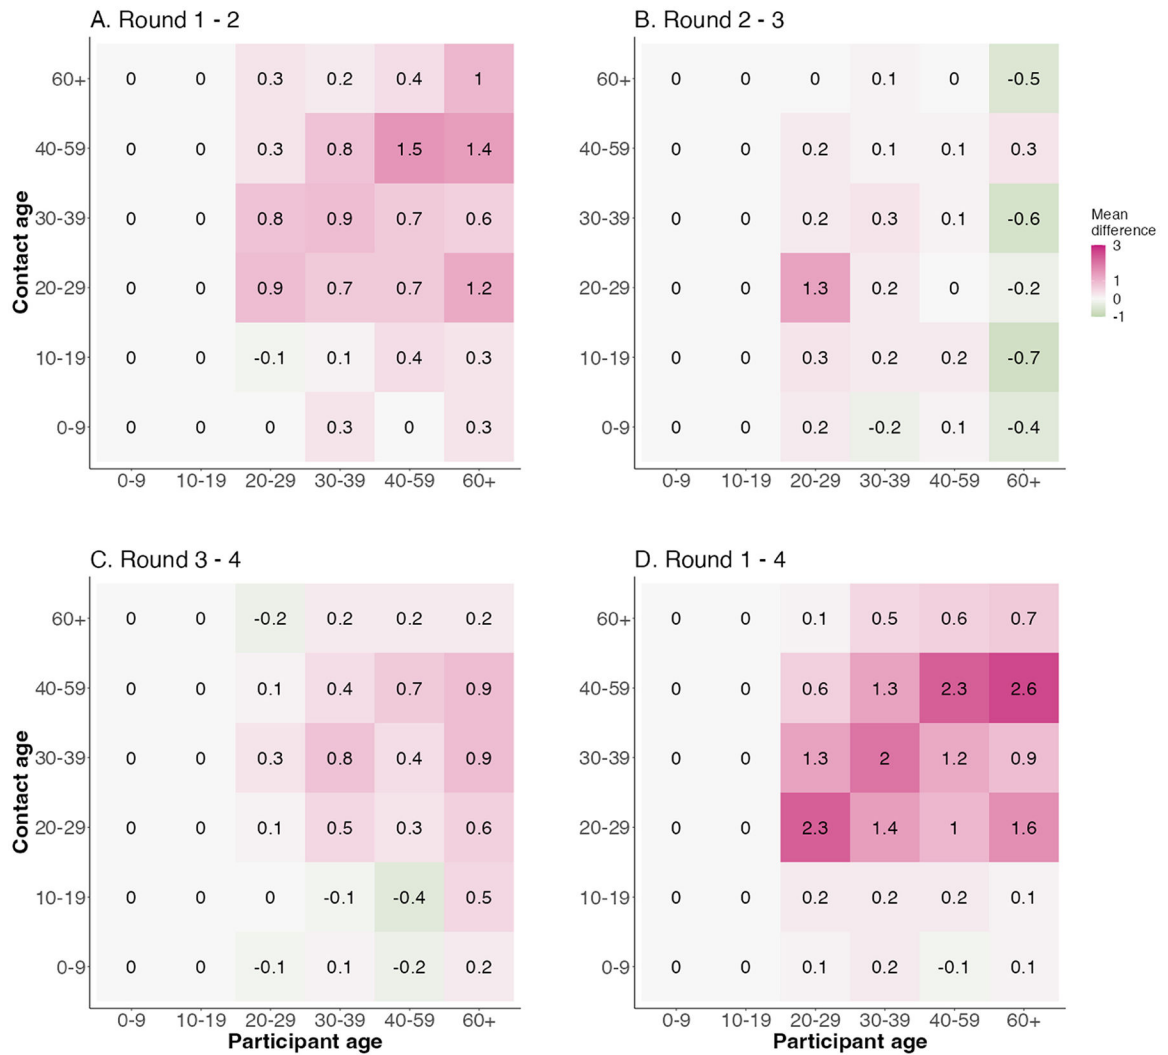 A. Round 1 - 2
B. Round 2 - 3
60+ 0 0 0.3 0.2 0.4 1
40-59 0 0 0.3 0.8 1.5 1.4
30-39 0 0 0.8 0.9 0.7 0.6
20-29 0 0 0.9 0.7 0.7 1.2
10-19 0 0 -0.1 0.1 0.4 0.3
0-9 0 0 0 0.3 0 0.3
0-9 10-19 20-29 30-39 40-59 60+
Contact age
60+ 0 0 0 0.1 0 -0.5
40-59 0 0 0.2 0.1 0.1 0.3
30-39 0 0 0.2 0.3 0.1 -0.6
20-29 0 0 1.3 0.2 0 -0.2
10-19 0 0 0.3 0.2 0.2 -0.7
0-9 0 0 0.2 -0.2 0.1 -0.4
0-9 10-19 20-29 30-39 40-59 60+
Mean
difference
3
1
0
-1
C. Round 3 - 4
D. Round 1 - 4
60+ 0 0 -0.2 0.2 0.2 0.2
40-59 0 0 0.1 0.4 0.7 0.9
30-39 0 0 0.3 0.8 0.4 0.9
20-29 0 0 0.1 0.5 0.3 0.6
10-19 0 0 0 -0.1 -0.4 0.5
0-9 0 0 -0.1 0.1 -0.2 0.2
0-9 10-19 20-29 30-39 40-59 60+
Participant age
Contact age
60+ 0 0 0.1 0.5 0.6 0.7
40-59 0 0 0.6 1.3 2.3 2.6
30-39 0 0 1.3 2 1.2 0.9
20-29 0 0 2.3 1.4 1 1.6
10-19 0 0 0.2 0.2 0.2 0.1
0-9 0 0 0.1 0.2 -0.1 0.1
0-9 10-19 20-29 30-39 40-59 60+
Participant age